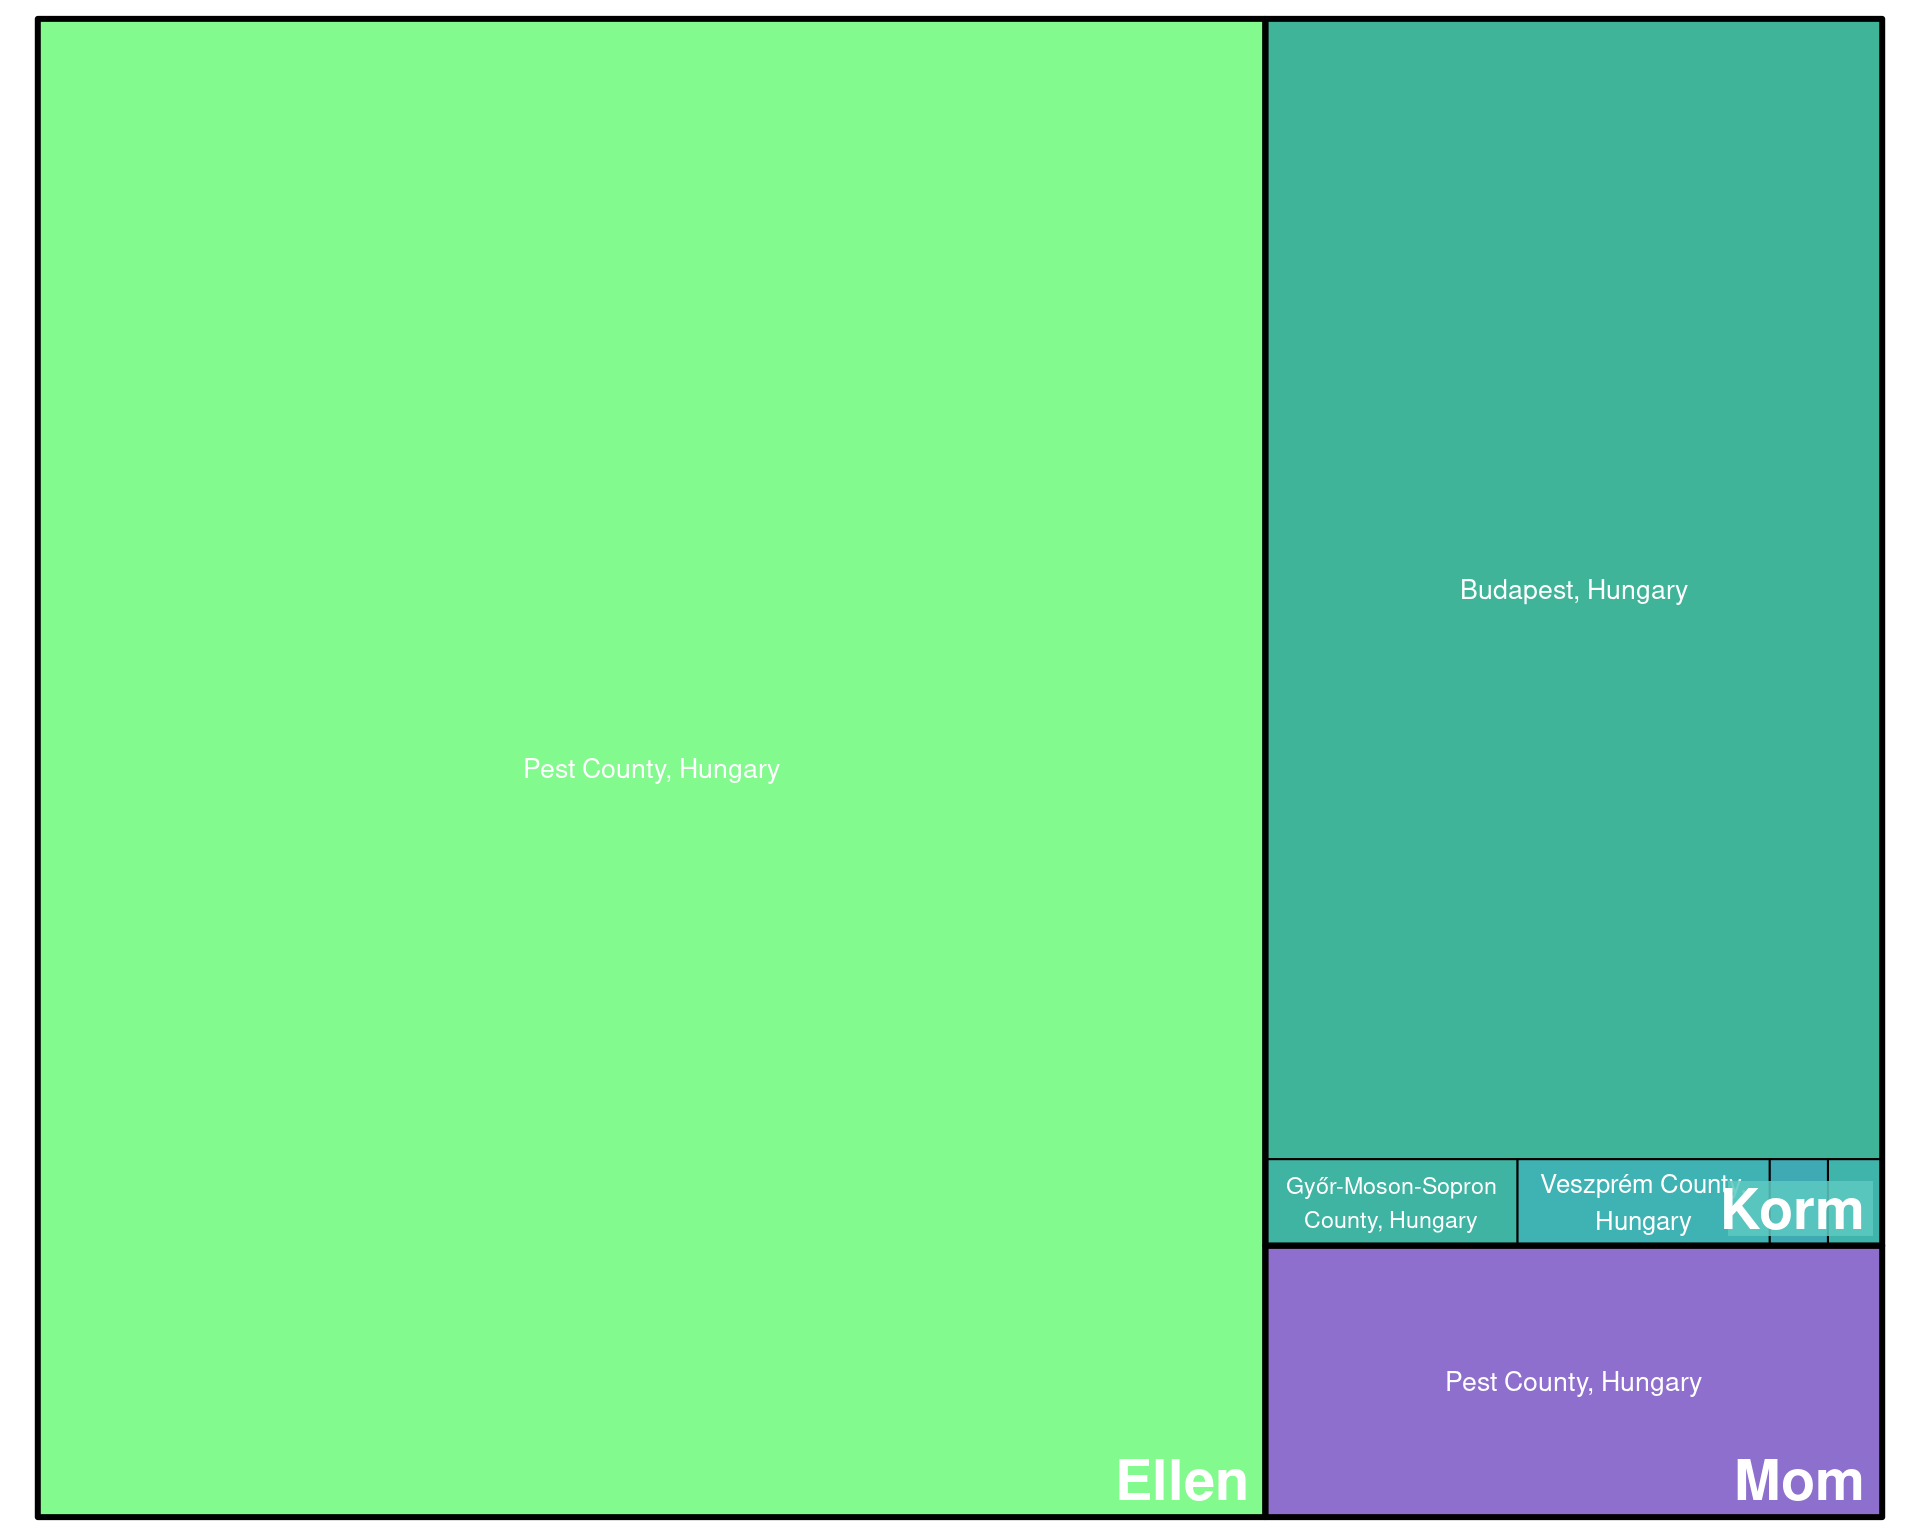 Pest County, Hungary
Ellen
Budapest, Hungary
Győr-Moson-Sopron
County, Hungary
Veszprém County
Hungary
Korm
Pest County, Hungary
Mom